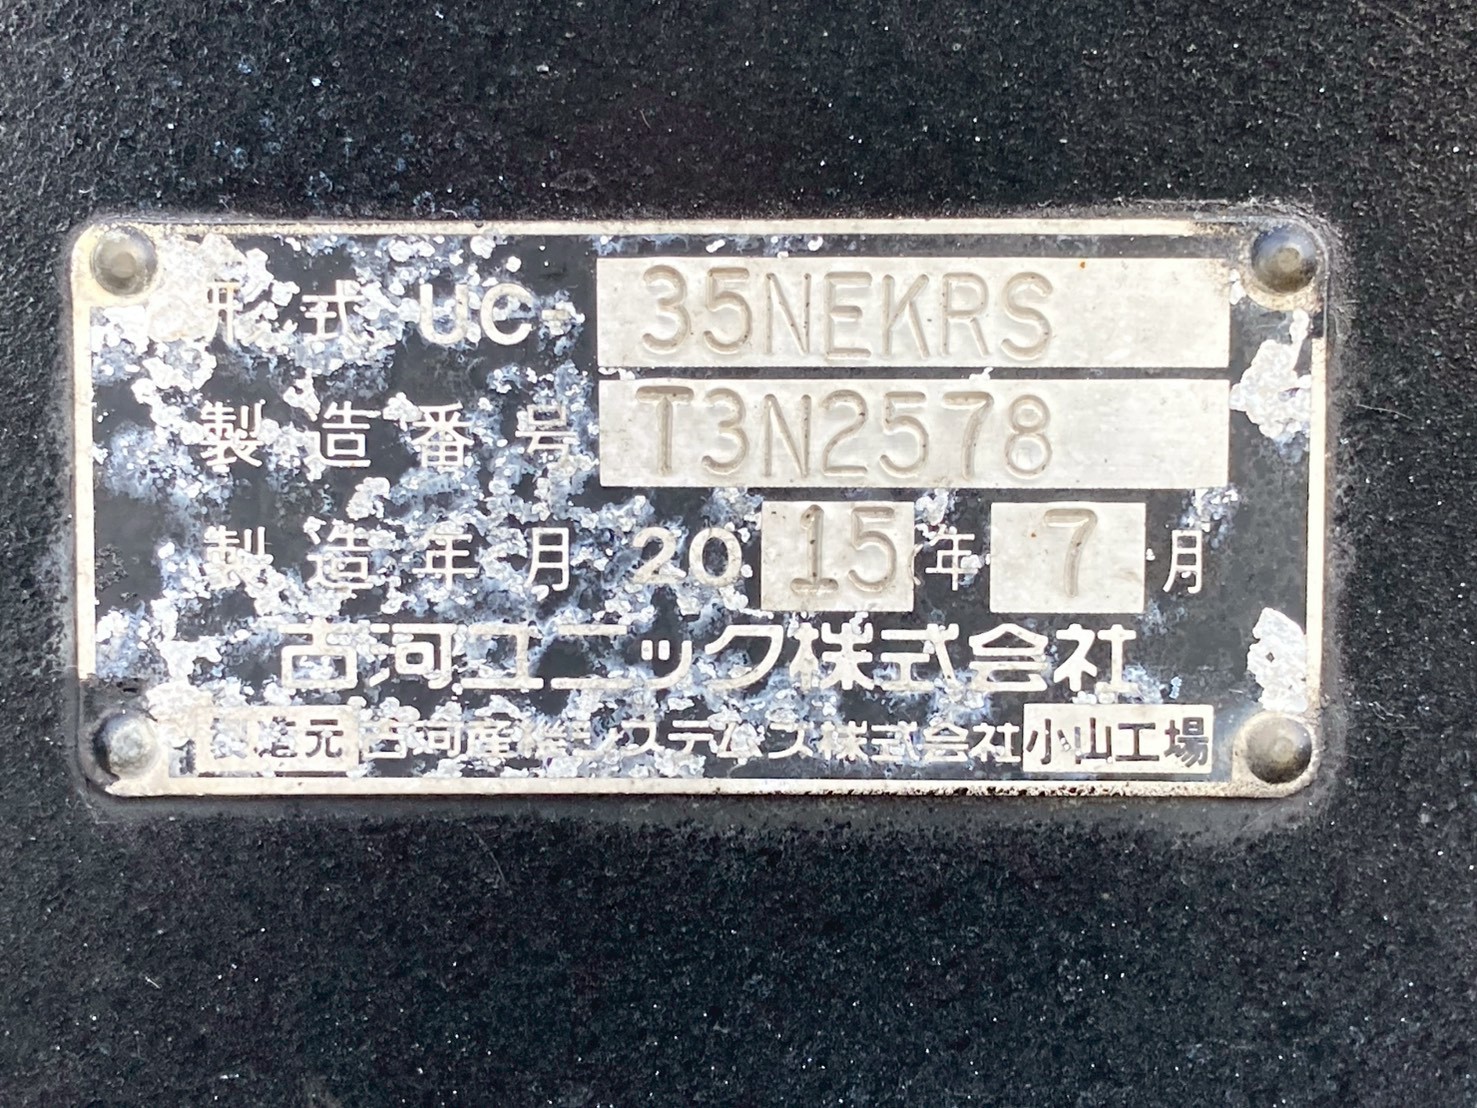 形式 UC- 35NEKRS
製造番号 T3N2578
製造年月 2015年 7月
古河ユニック株式会社
製造元 古河産機システムズ株式会社 小山工場